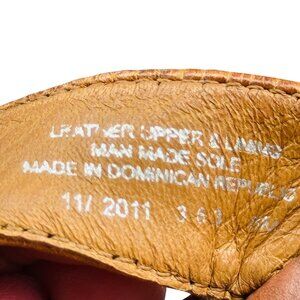 LEATHER UPPER & LINING
MAN MADE SOLE
MADE IN DOMINICAN REPUBLIC
11/ 2011